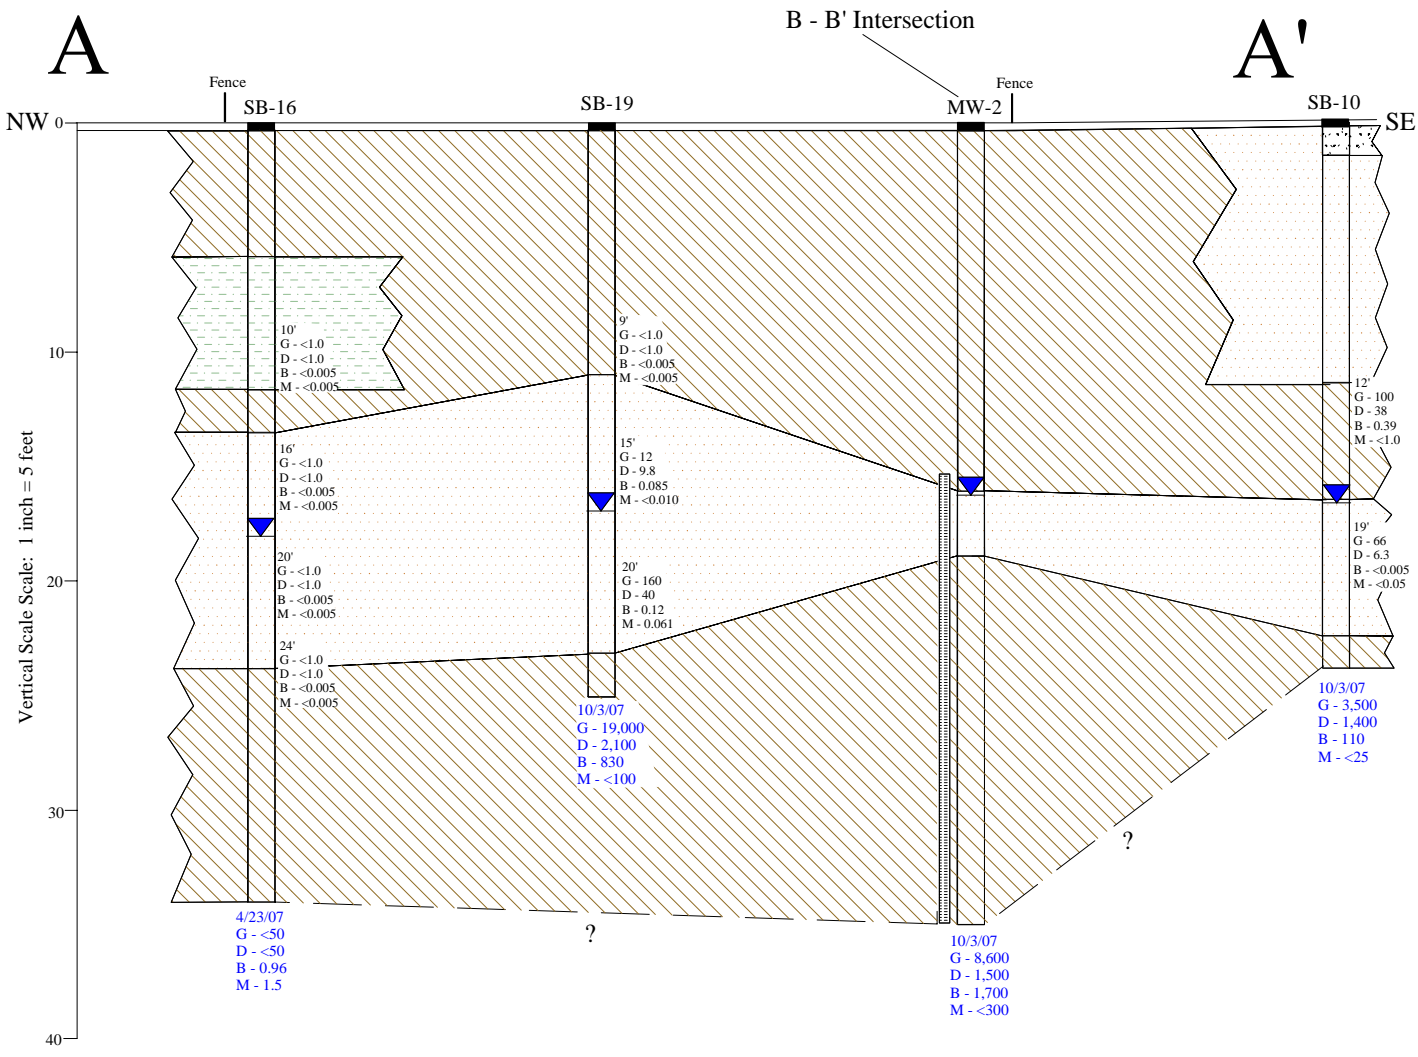 A
B - B' Intersection
A'
Fence
Fence
SB-16
SB-19
MW-2
SB-10
NW
0
SE
10
20
30
40
Vertical Scale Scale: 1 inch = 5 feet
10'
G - <1.0
D - <1.0
B - <0.005
M - <0.005
16'
G - <1.0
D - <1.0
B - <0.005
M - <0.005
20'
G - <1.0
D - <1.0
B - <0.005
M - <0.005
24'
G - <1.0
D - <1.0
B - <0.005
M - <0.005
4/23/07
G - <50
D - <50
B - 0.96
M - 1.5
9'
G - <1.0
D - <1.0
B - <0.005
M - <0.005
15'
G - 12
D - 9.8
B - 0.085
M - <0.010
20'
G - 160
D - 40
B - 0.12
M - 0.061
10/3/07
G - 19,000
D - 2,100
B - 830
M - <100
?
10/3/07
G - 8,600
D - 1,500
B - 1,700
M - <300
?
12'
G - 100
D - 38
B - 0.39
M - <1.0
19'
G - 66
D - 6.3
B - <0.005
M - <0.05
10/3/07
G - 3,500
D - 1,400
B - 110
M - <25